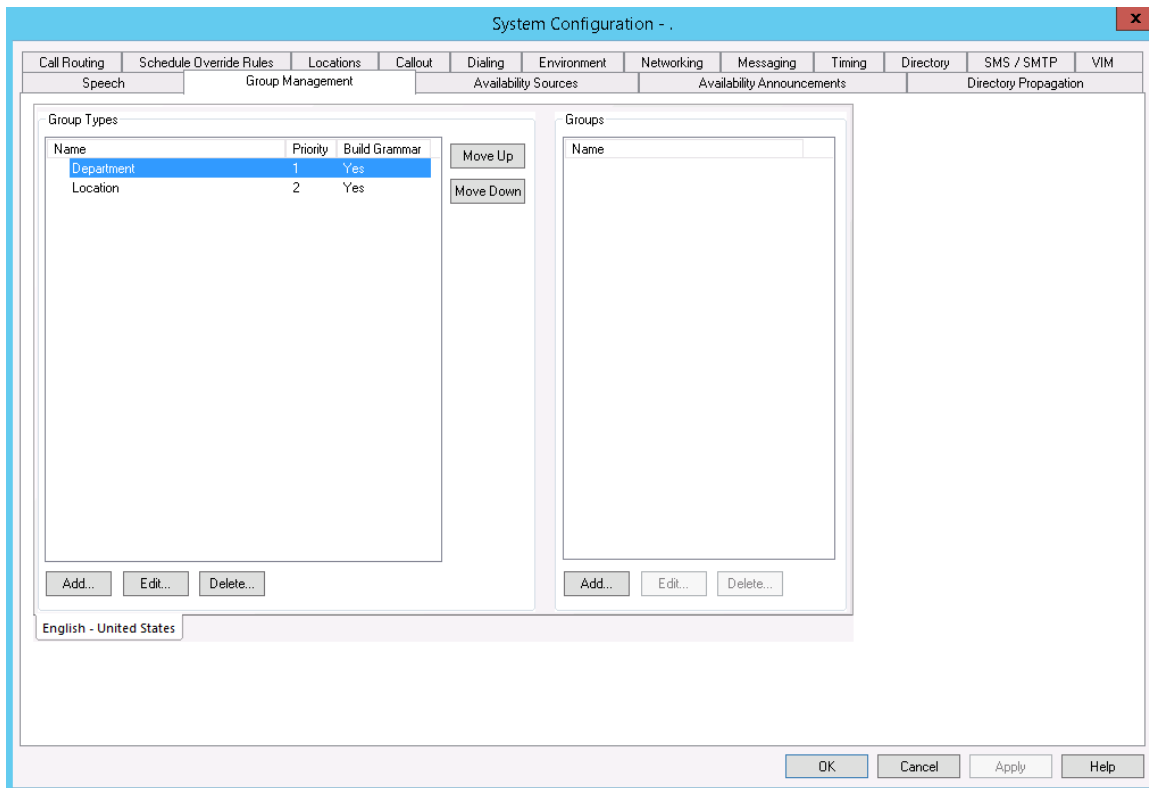 System Configuration - .
x
Call Routing Schedule Override Rules Locations Callout Dialing Environment Networking Messaging Timing Directory SMS / SMTP VIM
Speech Group Management Availability Sources Availability Announcements Directory Propagation
Group Types
Groups
Name Priority Build Grammar
Name
Department 1 Yes
Location 2 Yes
Move Up
Move Down
Add... Edit... Delete...
Add... Edit... Delete...
English - United States
OK Cancel Apply Help